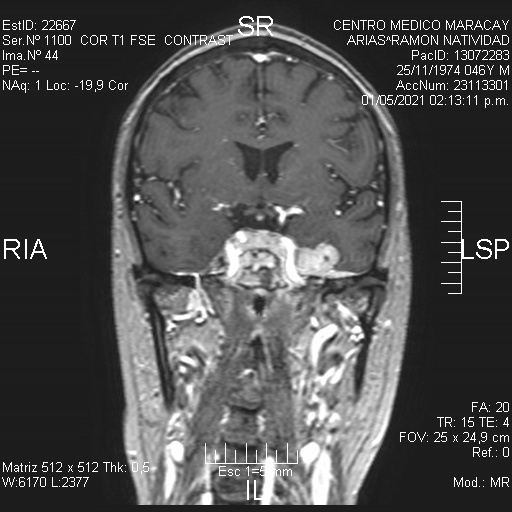 EstID: 22667
Ser.Nº 1100 COR T1 FSE CONTRAST
Ima.Nº 44
PE= --
NAq: 1 Loc: -19,9 Cor
SR
CENTRO MEDICO MARACAY
ARIAS^RAMON NATIVIDAD
PacID: 13072283
25/11/1974 046Y M
AccNum: 23113301
01/05/2021 02:13:11 p.m.
RIA
LSP
FA: 20
TR: 15 TE: 4
FOV: 25 x 24,9 cm
Ref.: 0
Mod.: MR
Matriz 512 x 512 Thk: 0,5
W:6170 L:2377
IL